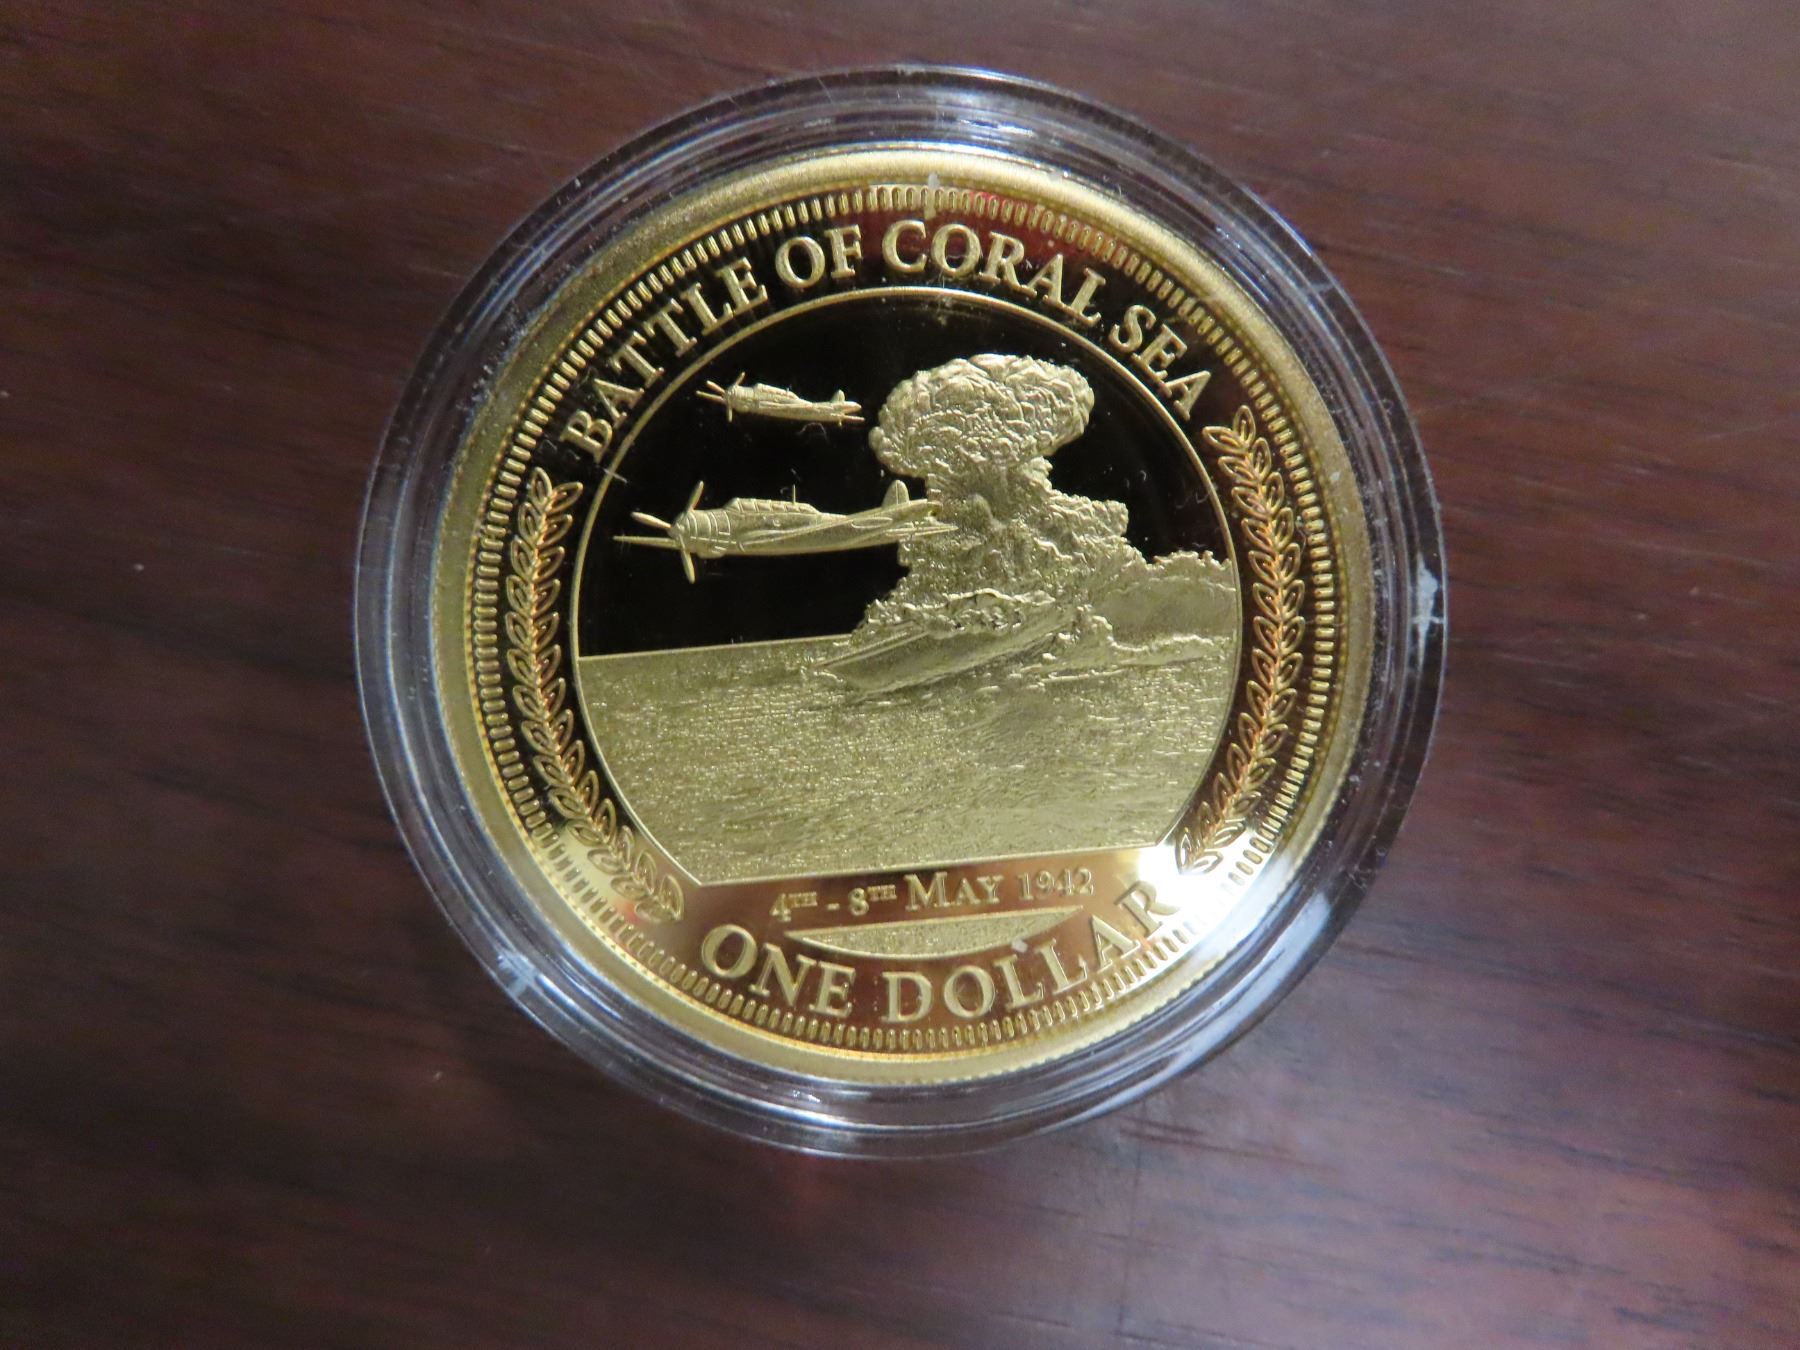 BATTLE OF CORAL SEA
4TH - 8TH MAY 1942
ONE DOLLAR